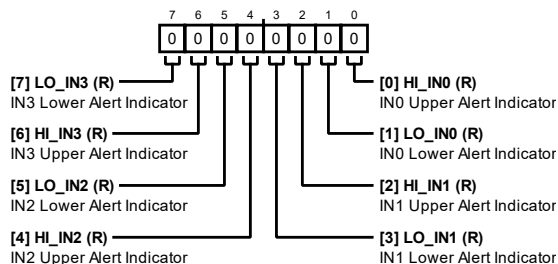 7 6 5 4 3 2 1 0
0 0 0 0 0 0 0 0
[7] LO_IN3 (R)
IN3 Lower Alert Indicator
[6] HI_IN3 (R)
IN3 Upper Alert Indicator
[5] LO_IN2 (R)
IN2 Lower Alert Indicator
[4] HI_IN2 (R)
IN2 Upper Alert Indicator
[0] HI_IN0 (R)
IN0 Upper Alert Indicator
[1] LO_IN0 (R)
IN0 Lower Alert Indicator
[2] HI_IN1 (R)
IN1 Upper Alert Indicator
[3] LO_IN1 (R)
IN1 Lower Alert Indicator